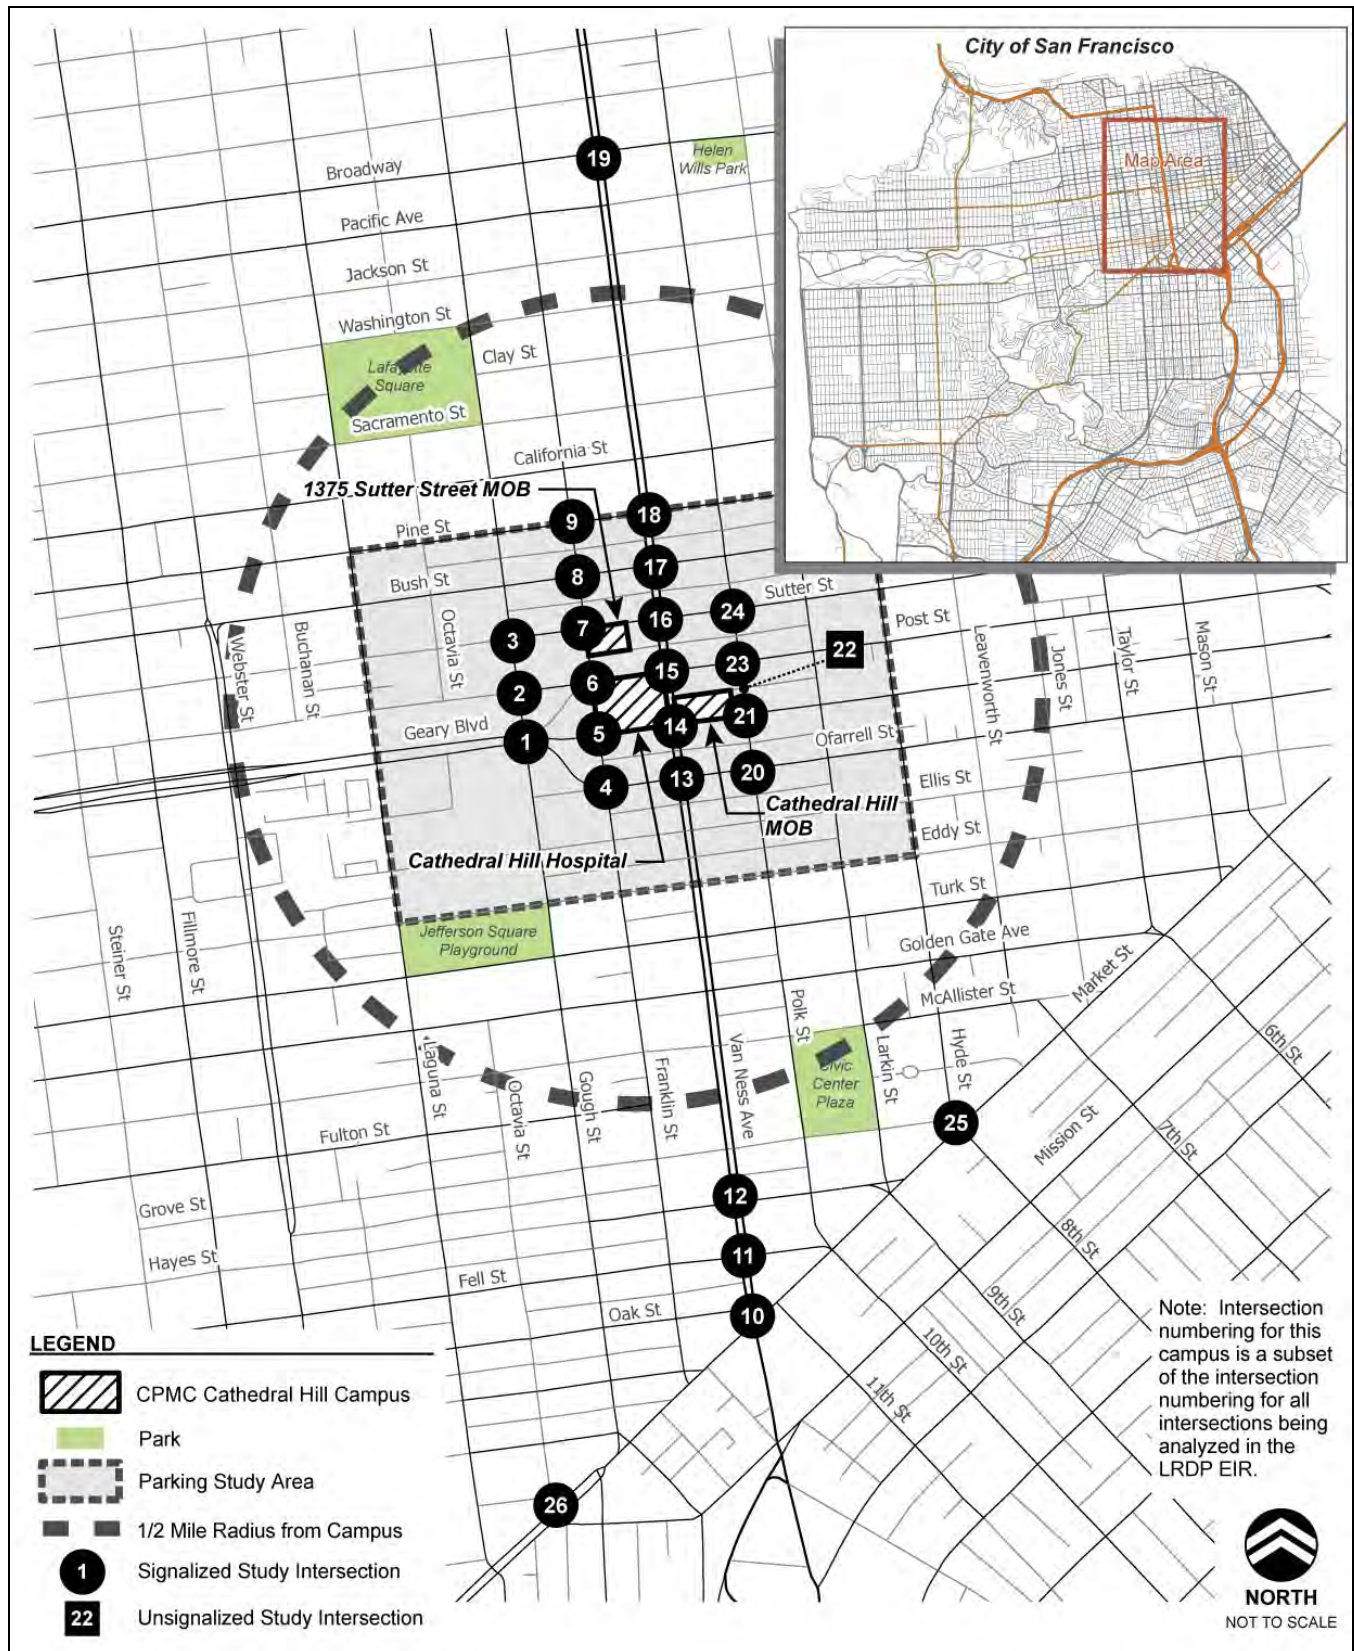 City of San Francisco
Map Area
19
Helen
Wills Park
Broadway
Pacific Ave
Jackson St
Washington St
Clay St
Lafayette
Square
Sacramento St
California St
1375 Sutter Street MOB
9
18
Pine St
8
17
Bush St
Sutter St
24
16
7
3
Post St
Octavia St
Buchanan St
Webster St
Leavenworth St
Jones St
Taylor St
Mason St
22
23
15
6
2
21
14
5
1
Geary Blvd
Ofarrell St
20
13
4
Ellis St
Cathedral Hill
MOB
Eddy St
Cathedral Hill Hospital
Turk St
Jefferson Square
Playground
Golden Gate Ave
Steiner St
Fillmore St
Market St
McAllister St
Polk St
Larkin St
Hyde St
6th St
Laguna St
Octavia St
Gough St
Franklin St
Van Ness Ave
Civic
Center
Plaza
25
Fulton St
Mission St
7th St
12
Grove St
8th St
11
Hayes St
Fell St
9th St
10
Oak St
10th St
11th St
26
Note: Intersection
numbering for this
campus is a subset
of the intersection
numbering for all
intersections being
analyzed in the
LRDP EIR.
LEGEND
CPMC Cathedral Hill Campus
Park
Parking Study Area
1/2 Mile Radius from Campus
1 Signalized Study Intersection
22 Unsignalized Study Intersection
NORTH
NOT TO SCALE